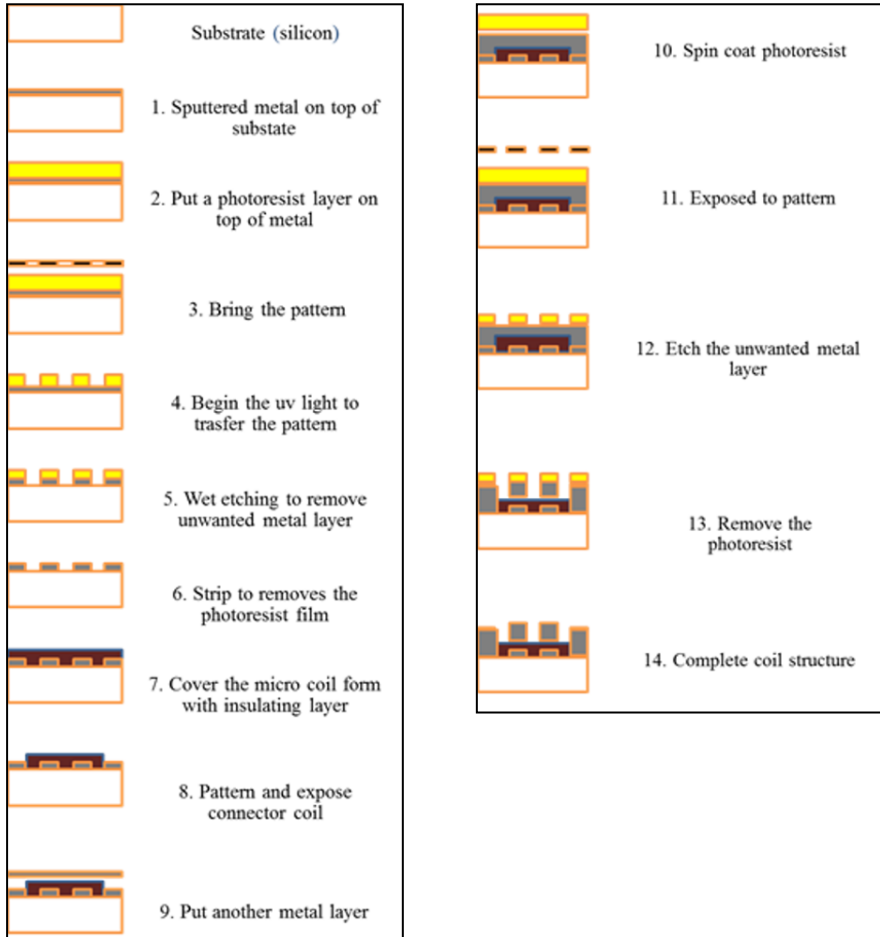 Substrate (silicon)
1. Sputtered metal on top of
substate
2. Put a photoresist layer on
top of metal
3. Bring the pattern
4. Begin the uv light to
trasfer the pattern
5. Wet etching to remove
unwanted metal layer
6. Strip to removes the
photoresist film
7. Cover the micro coil form
with insulating layer
8. Pattern and expose
connector coil
9. Put another metal layer
10. Spin coat photoresist
11. Exposed to pattern
12. Etch the unwanted metal
layer
13. Remove the
photoresist
14. Complete coil structure